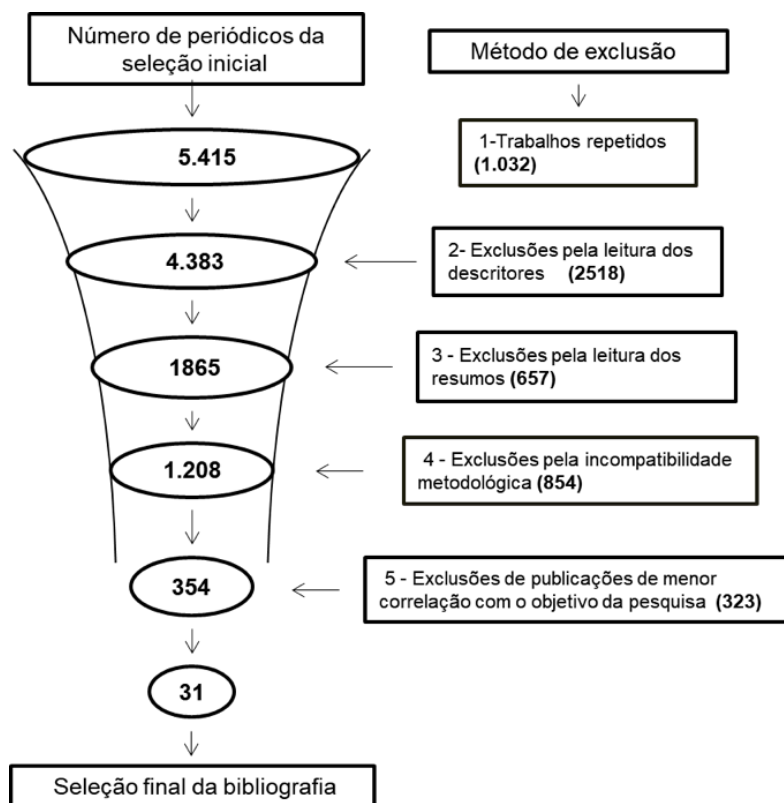 Número de periódicos da
seleção inicial
Método de exclusão
5.415
1-Trabalhos repetidos
(1.032)
4.383
2- Exclusões pela leitura dos
descritores (2518)
1865
3 - Exclusões pela leitura dos
resumos (657)
1.208
4 - Exclusões pela incompatibilidade
metodológica (854)
354
5 - Exclusões de publicações de menor
correlação com o objetivo da pesquisa (323)
31
Seleção final da bibliografia